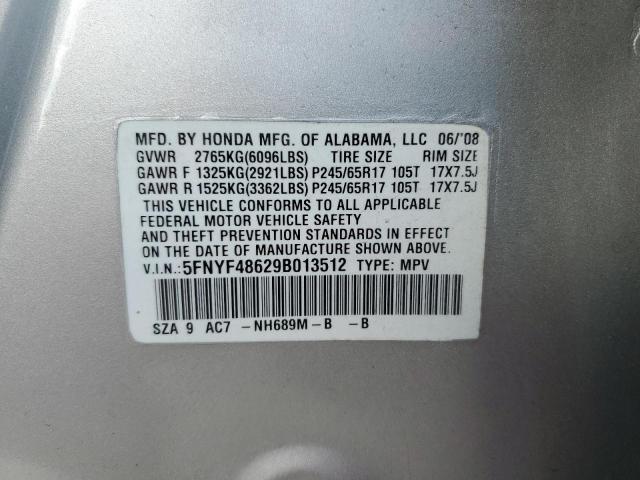 MFD. BY HONDA MFG. OF ALABAMA, LLC 06/'08
GVWR 2765KG(6096LBS) TIRE SIZE RIM SIZE
GAWR F 1325KG(2921LBS) P245/65R17 105T 17X7.5J
GAWR R 1525KG(3362LBS) P245/65R17 105T 17X7.5J
THIS VEHICLE CONFORMS TO ALL APPLICABLE
FEDERAL MOTOR VEHICLE SAFETY
AND THEFT PREVENTION STANDARDS IN EFFECT
ON THE DATE OF MANUFACTURE SHOWN ABOVE.
V.I.N.: 5FNYF48629B013512 TYPE: MPV
SZA 9 AC7 -NH689M-B -B